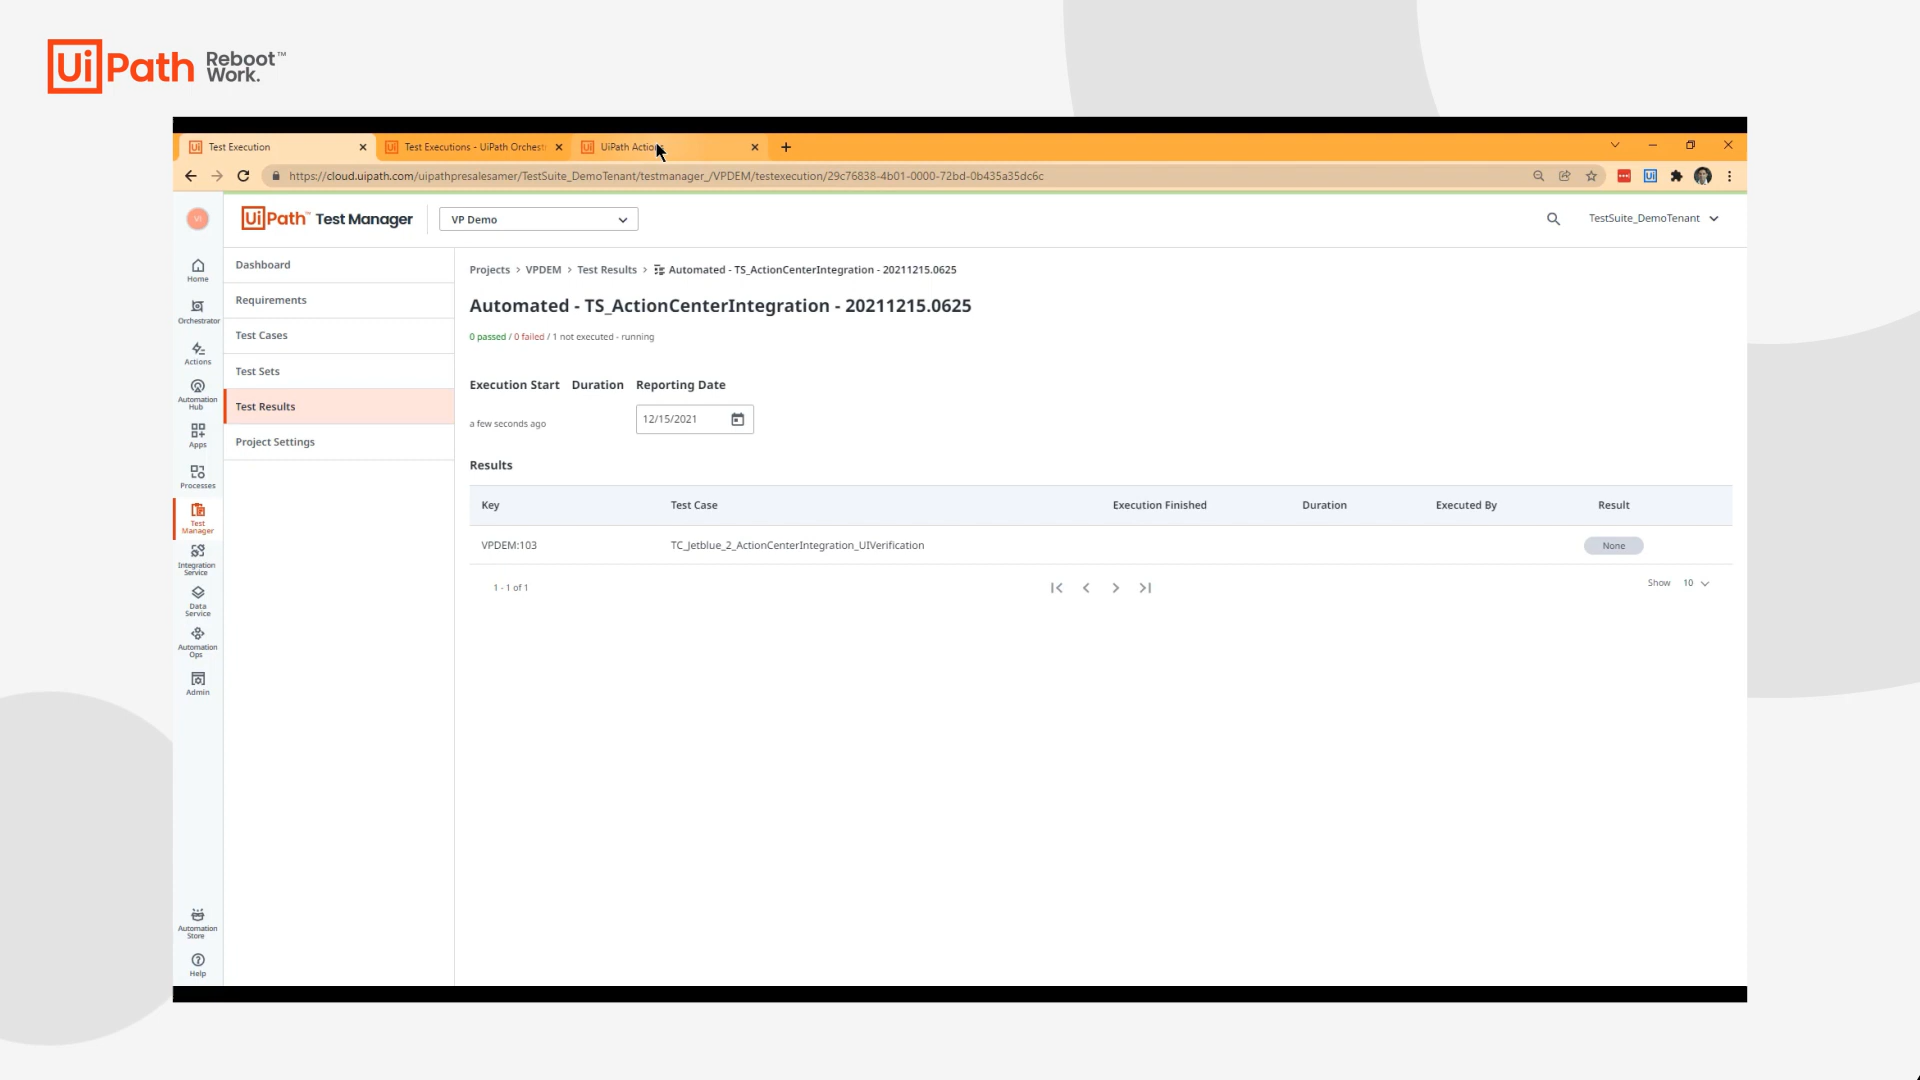 UiPath Reboot™
Work.
Test Execution
Test Executions - UiPath Orchest
UiPath Action
https://cloud.uipath.com/uipathpresalesamer/TestSuite_DemoTenant/testmanager_/VPDEM/testexecution/29c76838-4b01-0000-72bd-0b435a35dc6c
UiPath Test Manager
VP Demo
TestSuite_DemoTenant
Home
Orchestrator
Actions
Automation
Hub
Apps
Processes
Test
Manager
Integration
Service
Data
Service
Automation
Ops
Admin
Automation
Store
Help
Dashboard
Requirements
Test Cases
Test Sets
Test Results
Project Settings
Projects > VPDEM > Test Results > Automated - TS_ActionCenterIntegration - 20211215.0625
Automated - TS_ActionCenterIntegration - 20211215.0625
0 passed / 0 failed / 1 not executed - running
Execution Start Duration Reporting Date
a few seconds ago 12/15/2021
Results
Key Test Case Execution Finished Duration Executed By Result
VPDEM:103 TC_Jetblue_2_ActionCenterIntegration_UIVerification None
1 - 1 of 1 Show 10